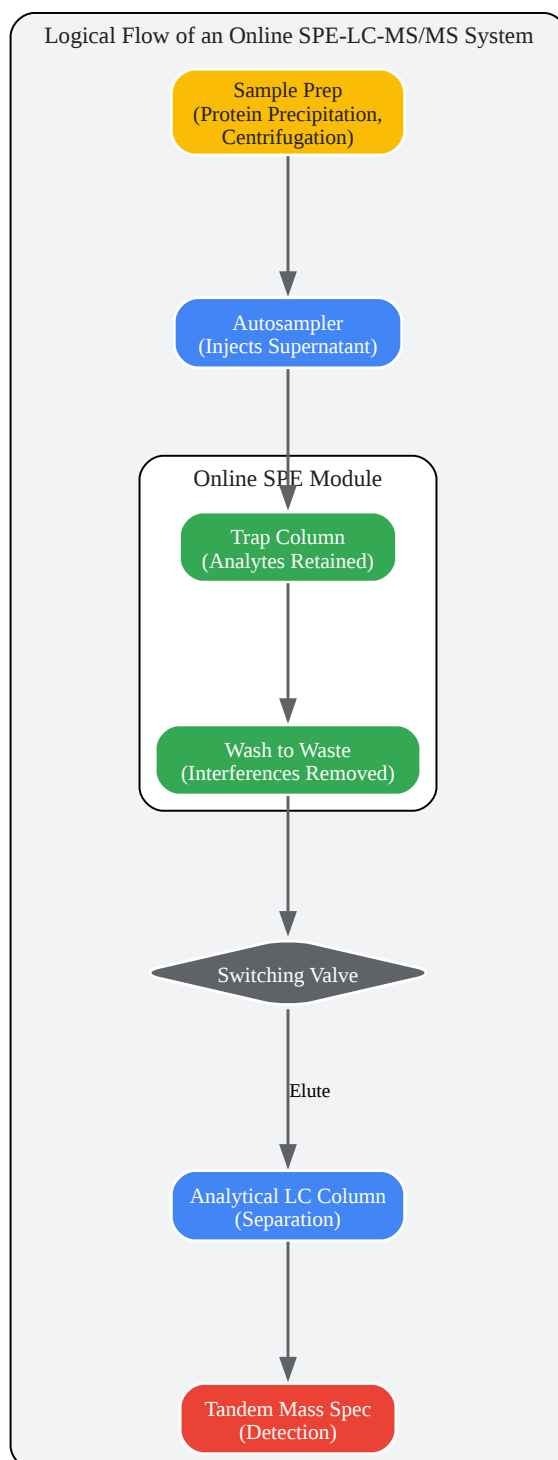 Logical Flow of an Online SPE-LC-MS/MS System
Sample Prep
(Protein Precipitation,
Centrifugation)
Autosampler
(Injects Supernatant)
Online SPE Module
Trap Column
(Analytes Retained)
Wash to Waste
(Interferences Removed)
Switching Valve
Elute
Analytical LC Column
(Separation)
Tandem Mass Spec
(Detection)